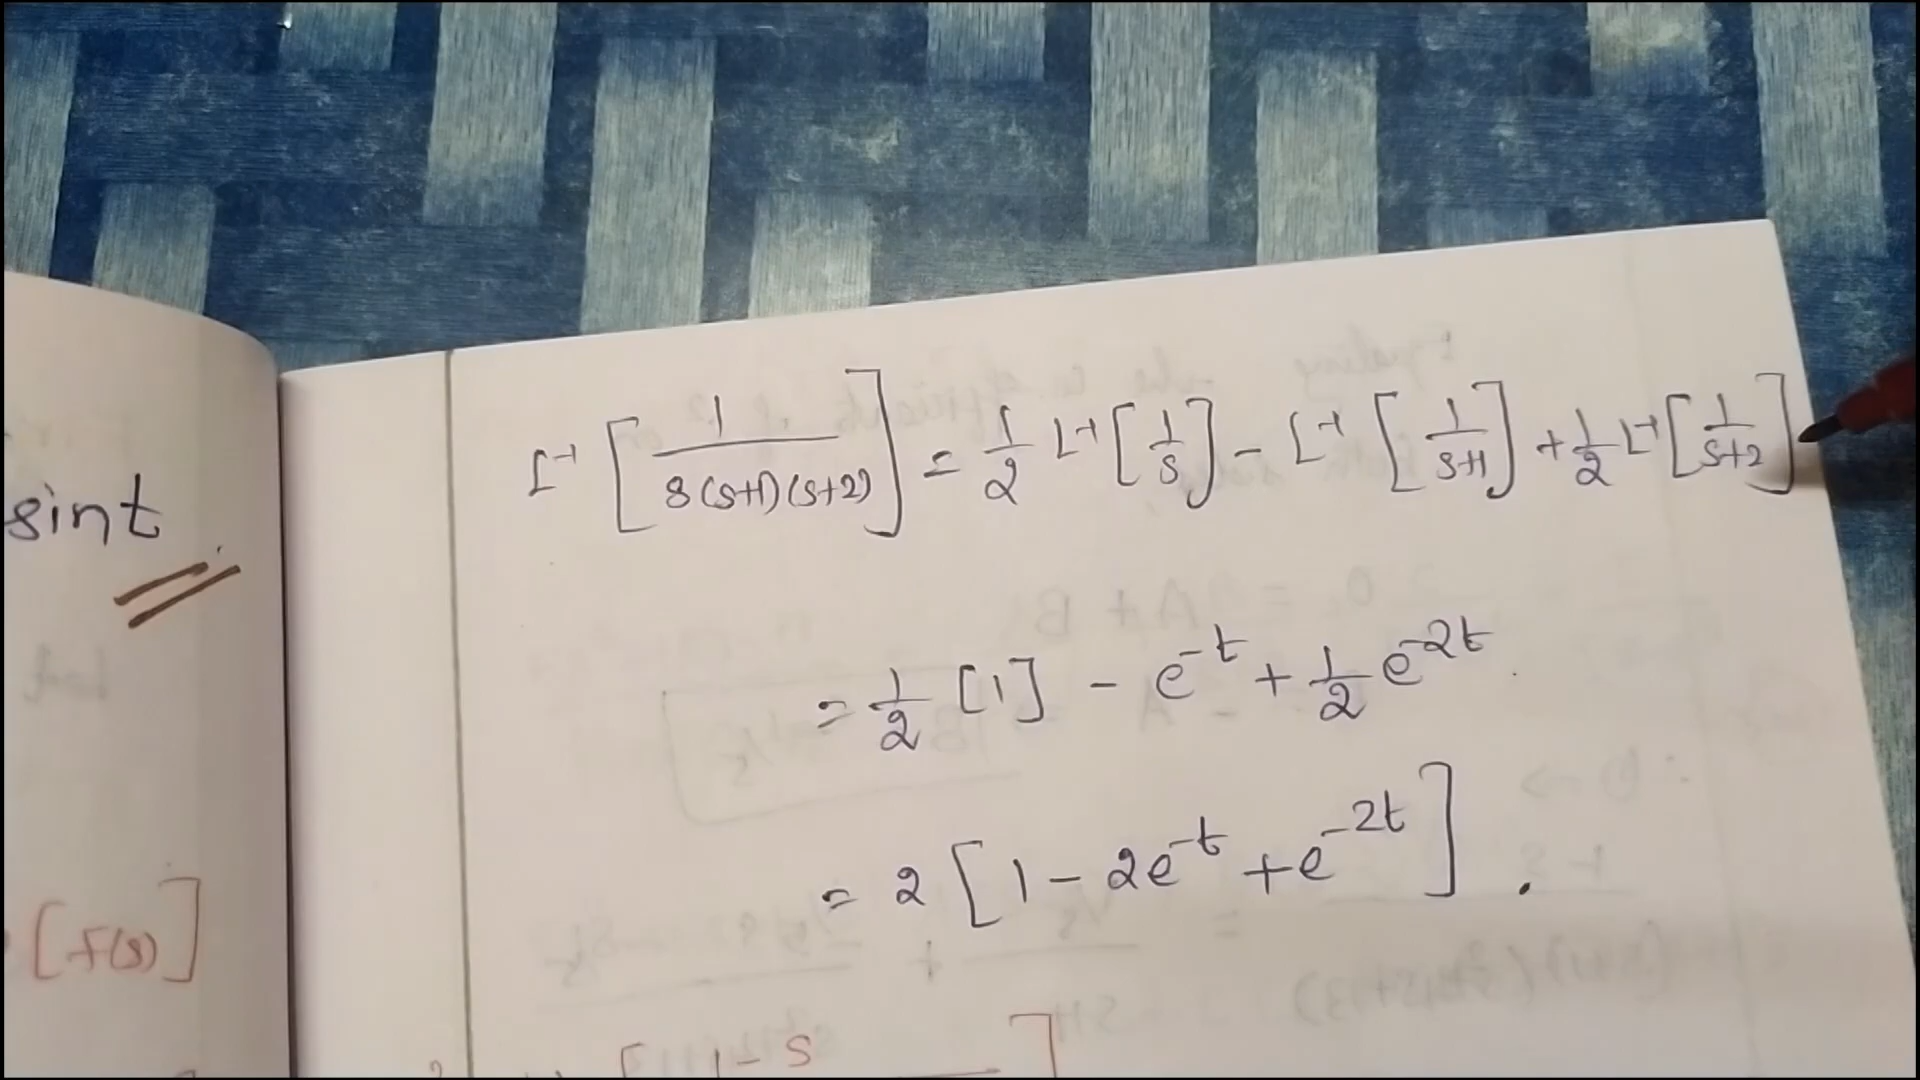 sint
[f(s)]
L⁻¹ [1/s(s+1)(s+2)] = 1/2 L⁻¹[1/s] - L⁻¹[1/s+1] + 1/2 L⁻¹[1/s+2]
= 1/2 [1] - e^-t + 1/2 e^-2t.
= 2 [1 - 2e^-t + e^-2t].